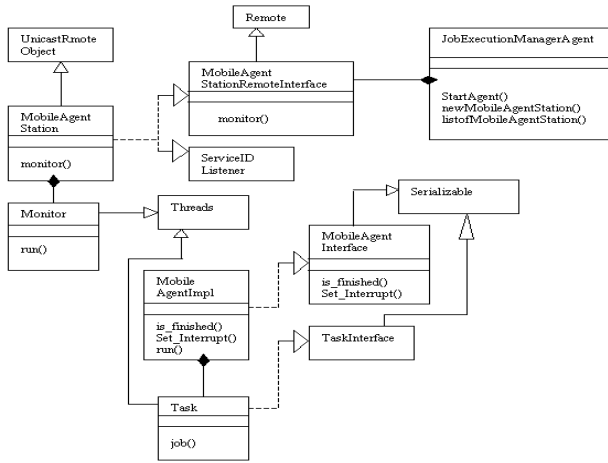 Remote
UnicastRmote
Object
JobExecutionManagerAgent
StartAgent()
newMobileAgentStation()
listofMobileAgentStation()
MobileAgent
StationRemoteInterface
monitor()
MobileAgent
Station
monitor()
ServiceID
Listener
Monitor
run()
Threads
Serializable
MobileAgent
Interface
is_finished()
Set_Interrupt()
Mobile
AgentImpl
is_finished()
Set_Interrupt()
run()
TaskInterface
Task
job()